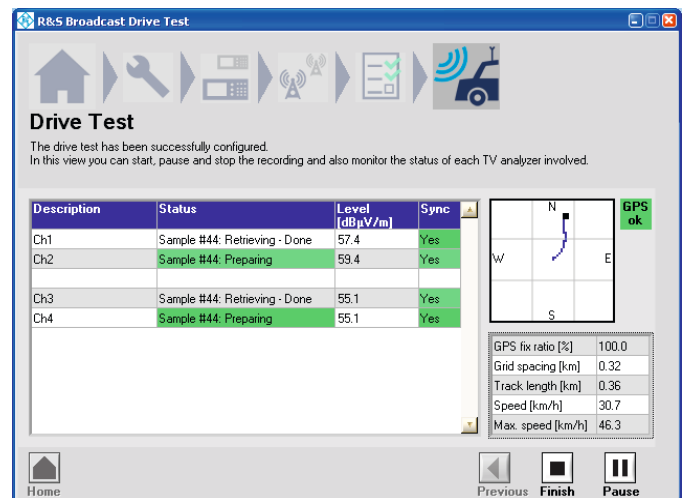 R&S Broadcast Drive Test
Drive Test
The drive test has been successfully configured.
In this view you can start, pause and stop the recording and also monitor the status of each TV analyzer involved.
Description Status Level [dBµV/m] Sync
Ch1 Sample #44: Retrieving - Done 57.4 Yes
Ch2 Sample #44: Preparing 59.4 Yes
Ch3 Sample #44: Retrieving - Done 55.1 Yes
Ch4 Sample #44: Preparing 55.1 Yes
N
W E
S
GPS
ok
GPS fix ratio [%] 100.0
Grid spacing [km] 0.32
Track length [km] 0.36
Speed [km/h] 30.7
Max. speed [km/h] 46.3
Home Previous Finish Pause